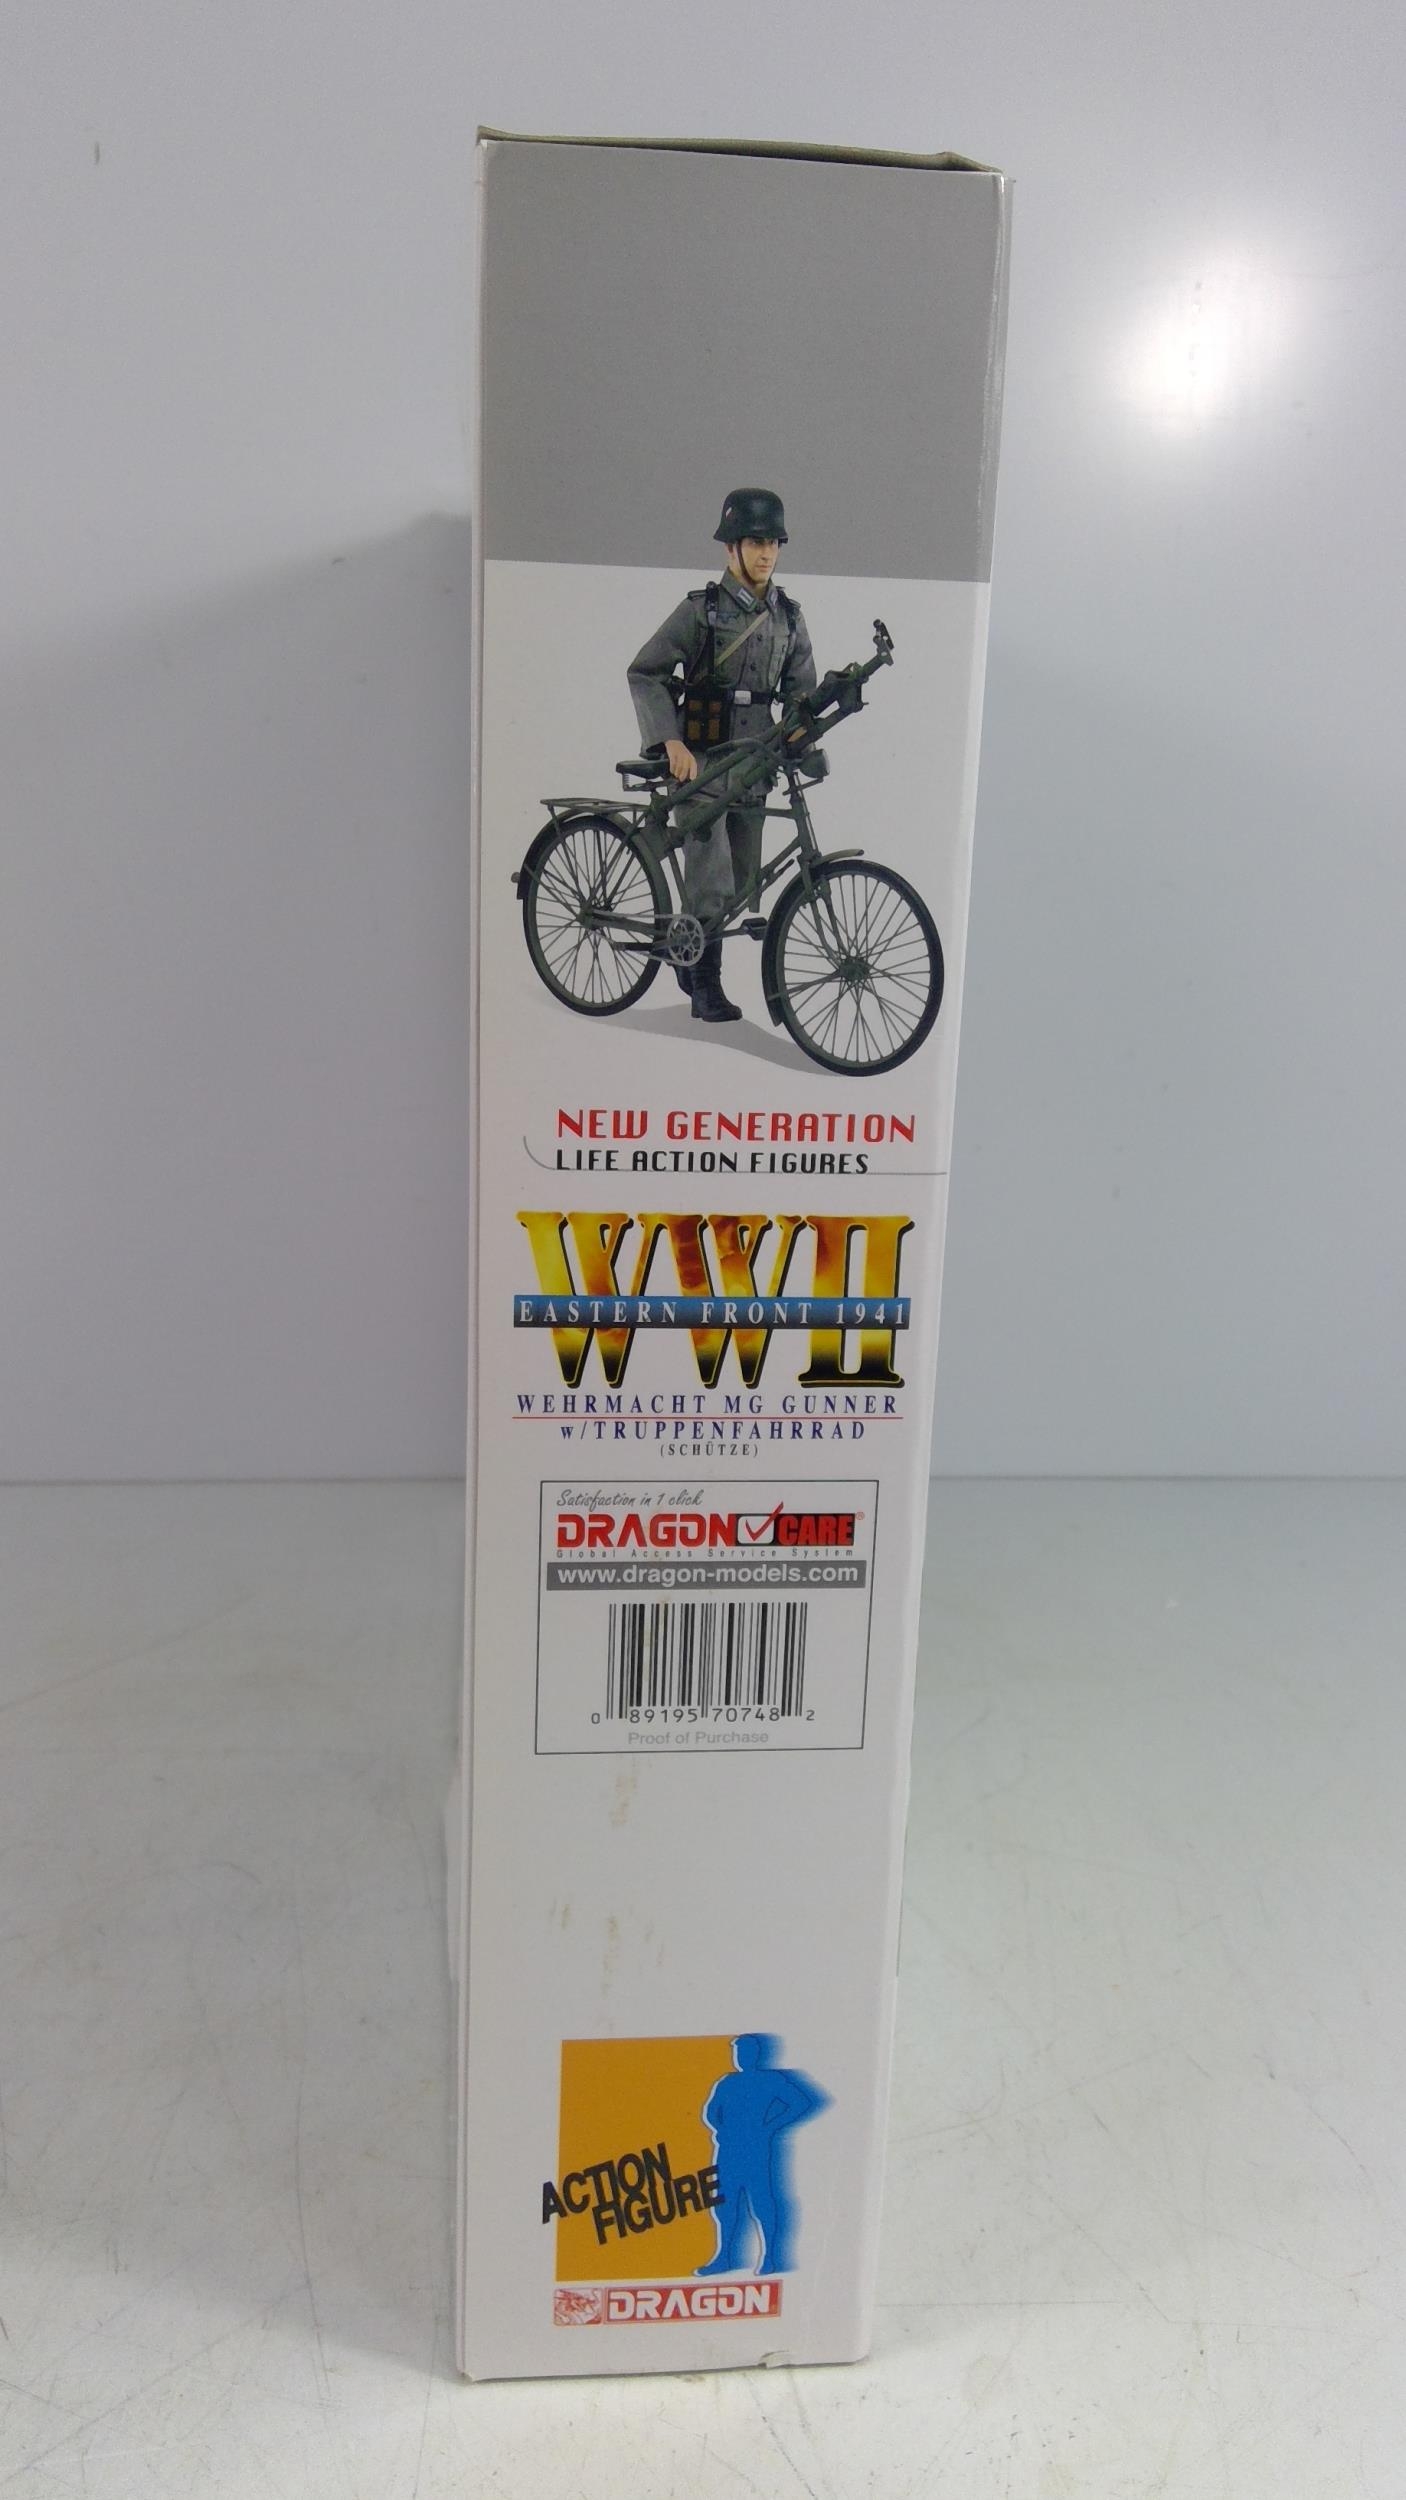 NEW GENERATION
LIFE ACTION FIGURES
WWII
EASTERN FRONT 1941
WEHRMACHT MG GUNNER
w/TRUPPENFAHRRAD
(SCHÜTZE)
Satisfaction in 1 click
DRAGON CARE®
Global Access Service System
www.dragon-models.com
0 89195 70748 2
Proof of Purchase
ACTION
FIGURE
DRAGON